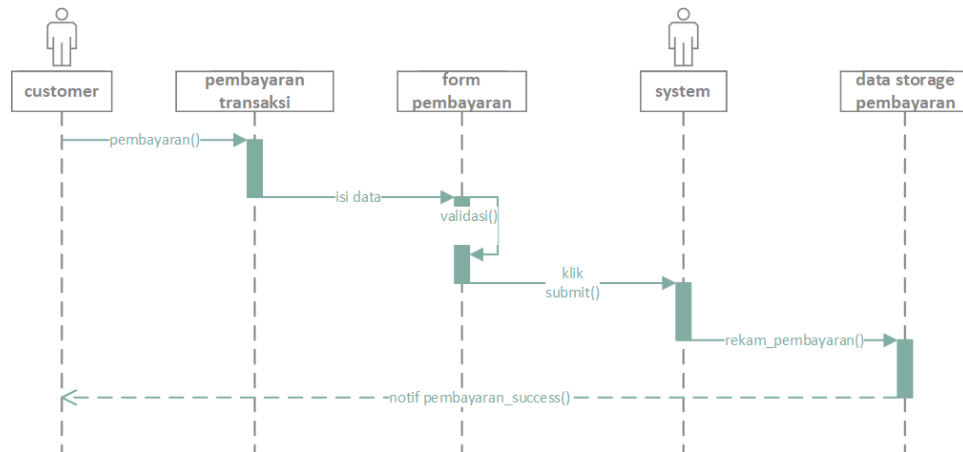 customer
pembayaran
transaksi
form
pembayaran
system
data storage
pembayaran
pembayaran()
isi data
validasi()
klik
submit()
rekam_pembayaran()
notif pembayaran_success()